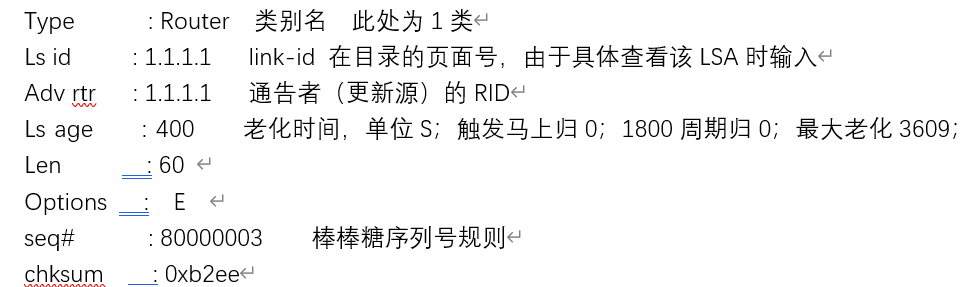 Type : Router 类别名 此处为 1 类
Ls id : 1.1.1.1 link-id 在目录的页面号，由于具体查看该 LSA 时输入
Adv rtr : 1.1.1.1 通告者（更新源）的 RID
Ls age : 400 老化时间，单位 S；触发马上归 0；1800 周期归 0；最大老化 3609；
Len : 60
Options : E
seq# : 80000003 棒棒糖序列号规则
chksum : 0xb2ee